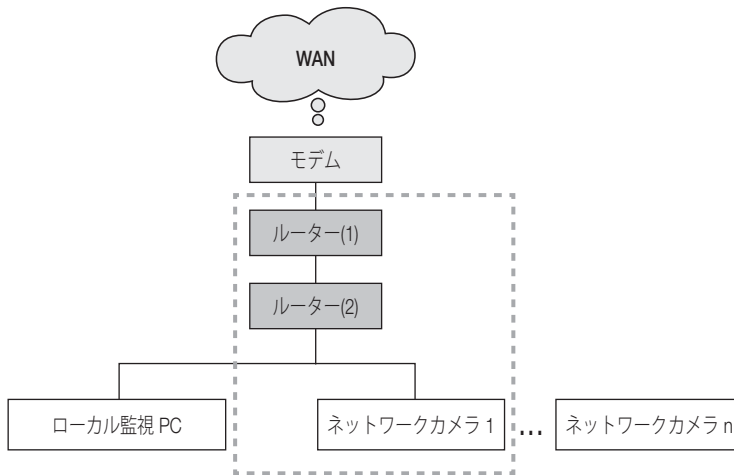 WAN
モデム
ルーター(1)
ルーター(2)
ローカル監視 PC
ネットワークカメラ 1
...
ネットワークカメラ n